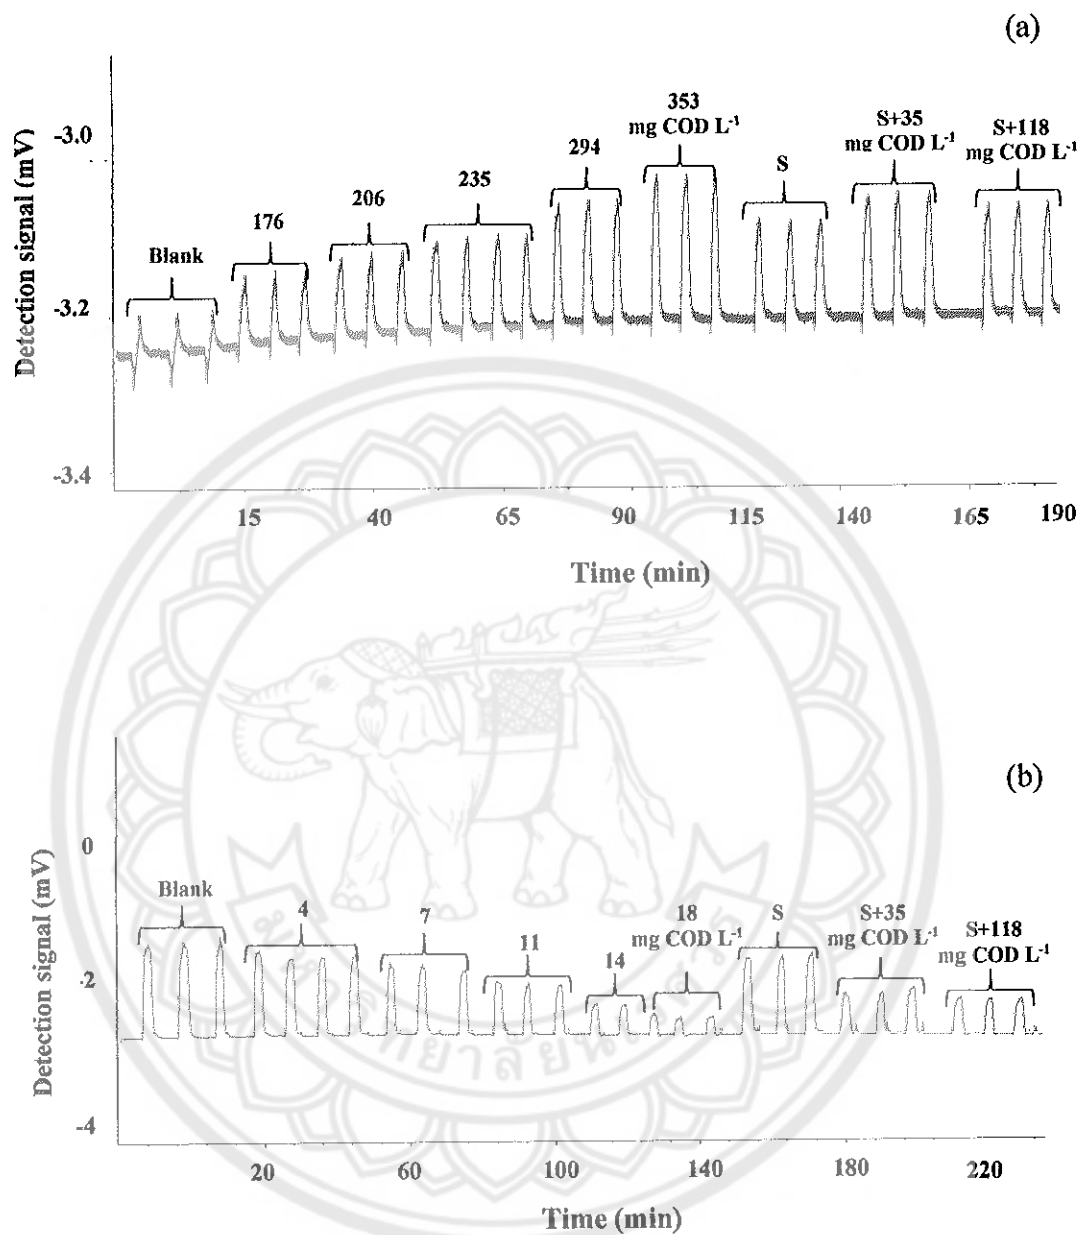 (a)
353
mg COD L-1
S+35
mg COD L-1
S+118
mg COD L-1
294
S
235
206
176
Blank
Detection signal (mV)
-3.0
-3.2
-3.4
15 40 65 90 115 140 165 190
Time (min)
(b)
Blank
4
7
11
14
18
mg COD L-1
S
S+35
mg COD L-1
S+118
mg COD L-1
Detection signal (mV)
0
-2
-4
20 60 100 140 180 220
Time (min)